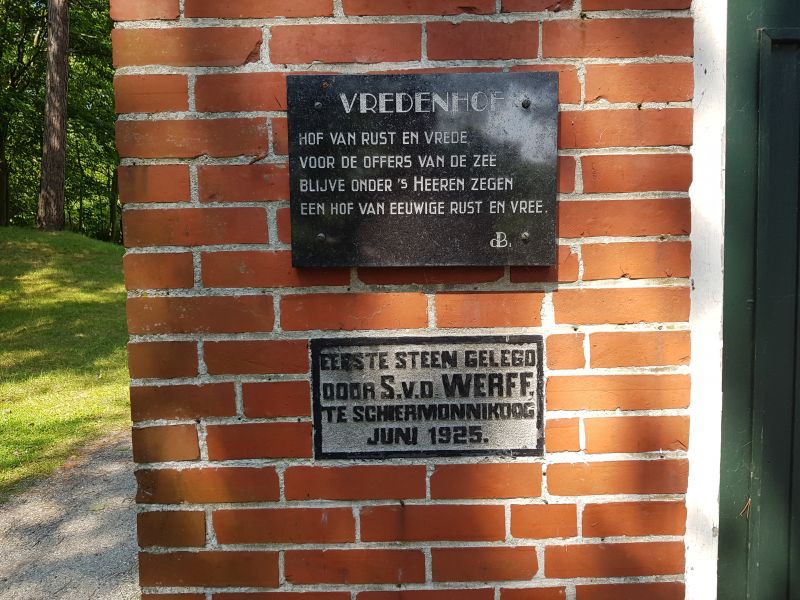 VREDENHOF
HOF VAN RUST EN VREDE
VOOR DE OFFERS VAN DE ZEE
BLIJVE ONDER 's HEEREN ZEGEN
EEN HOF VAN EEUWIGE RUST EN VREE.
dB.
EERSTE STEEN GELEGD
DOOR S.v.d. WERFF,
TE SCHIERMONNIKOOG
JUNI 1925.